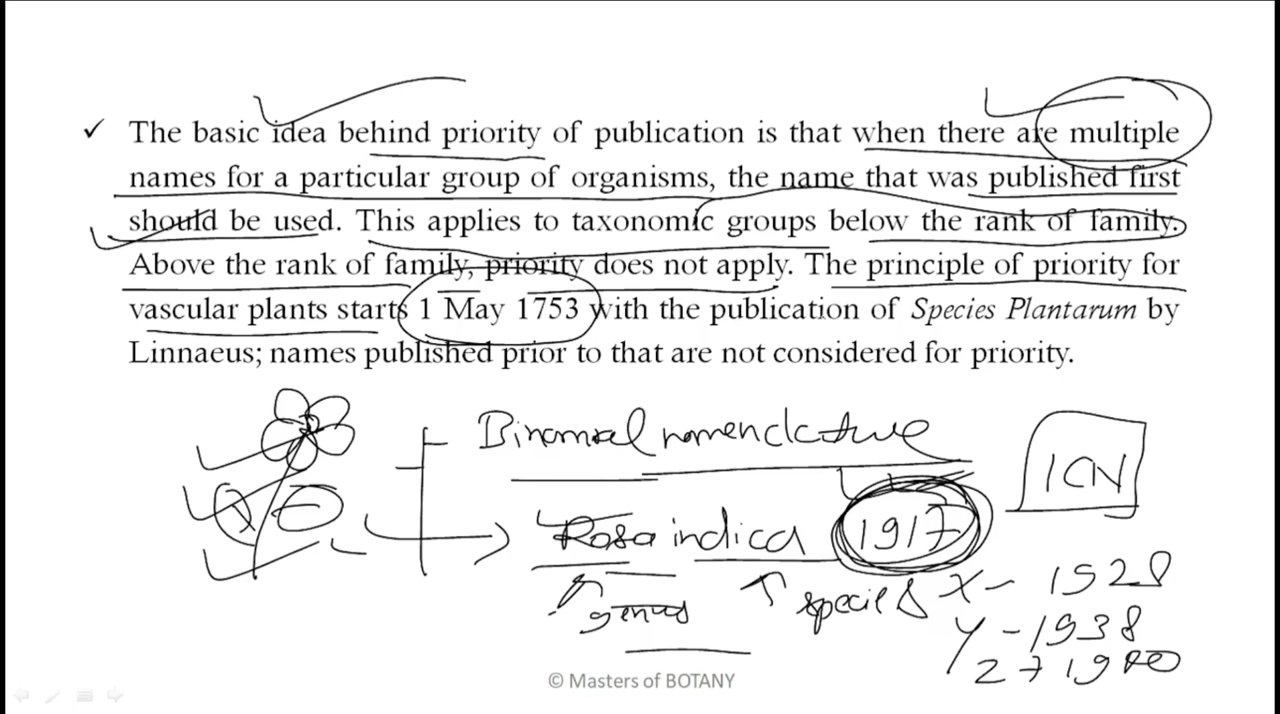 ✓ The basic idea behind priority of publication is that when there are multiple
names for a particular group of organisms, the name that was published first
should be used. This applies to taxonomic groups below the rank of family.
Above the rank of family, priority does not apply. The principle of priority for
vascular plants starts 1 May 1753 with the publication of Species Plantarum by
Linnaeus; names published prior to that are not considered for priority.
Binomial nomenclature
ICN
Rosa indica 1917
genus species
X - 1928
Y - 1938
Z → 
© Masters of BOTANY